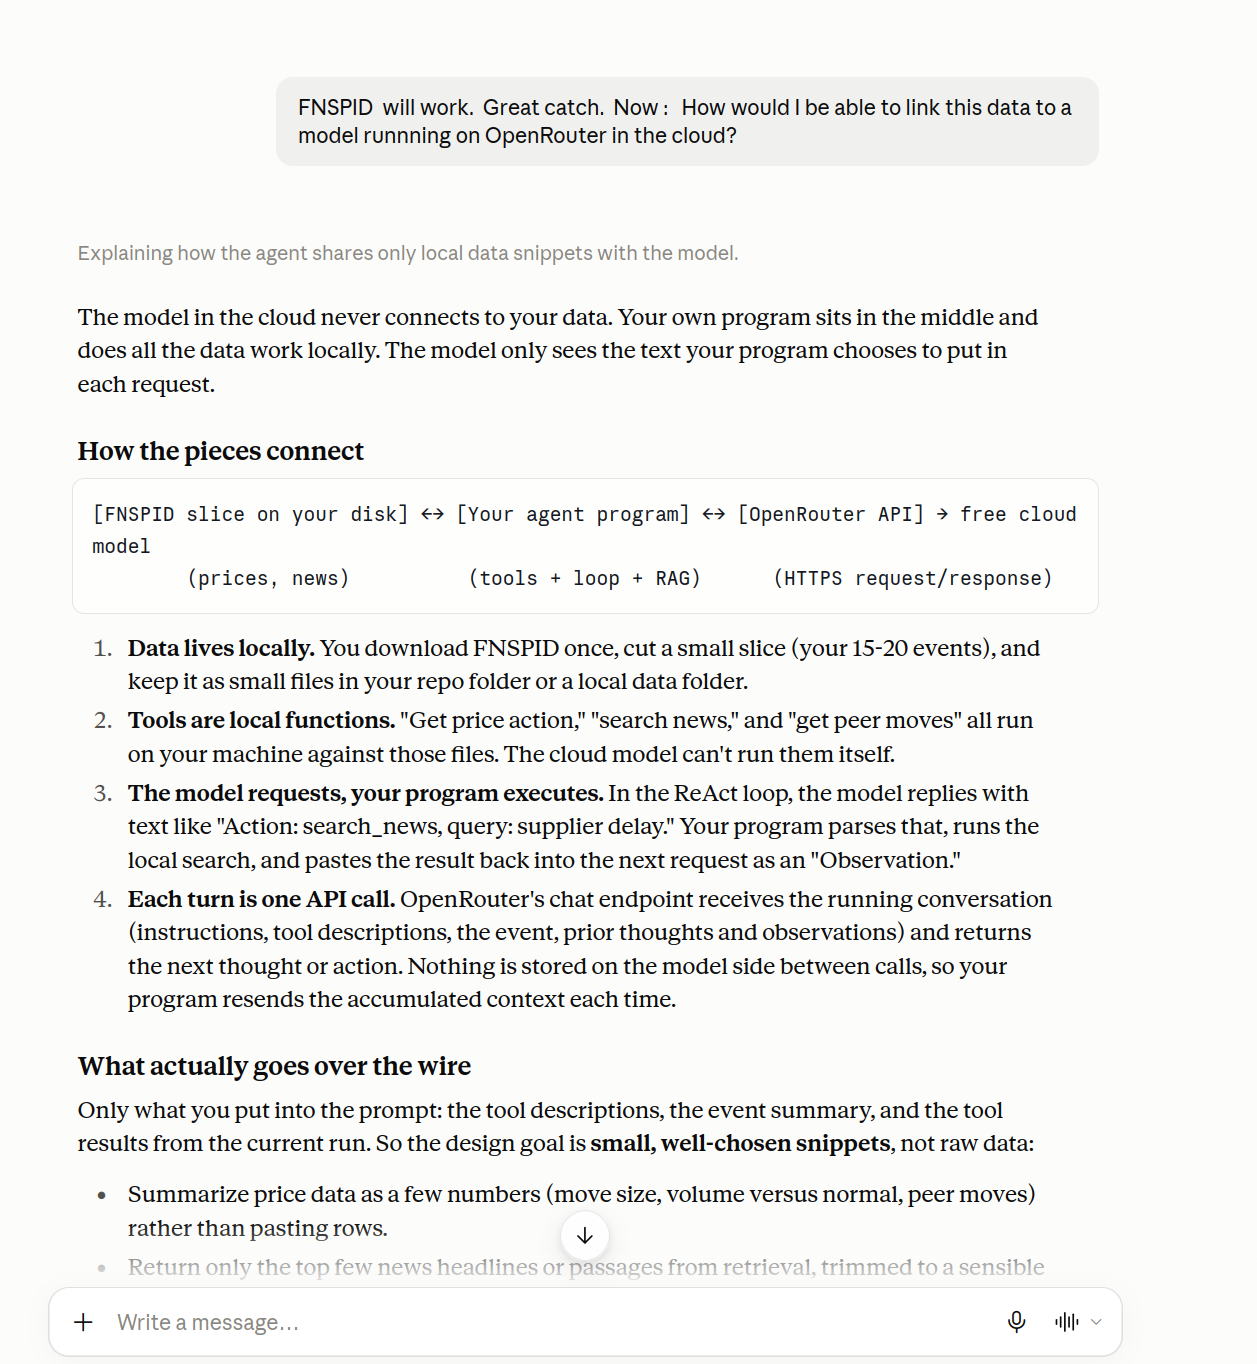 FNSPID  will work.  Great catch.  Now :   How would I be able to link this data to a
model runnning on OpenRouter in the cloud?
Explaining how the agent shares only local data snippets with the model.
The model in the cloud never connects to your data. Your own program sits in the middle and
does all the data work locally. The model only sees the text your program chooses to put in
each request.
How the pieces connect
[FNSPID slice on your disk] ↔ [Your agent program] ↔ [OpenRouter API] → free cloud
model
(prices, news)          (tools + loop + RAG)      (HTTPS request/response)
1. Data lives locally. You download FNSPID once, cut a small slice (your 15-20 events), and
keep it as small files in your repo folder or a local data folder.
2. Tools are local functions. "Get price action," "search news," and "get peer moves" all run
on your machine against those files. The cloud model can't run them itself.
3. The model requests, your program executes. In the ReAct loop, the model replies with
text like "Action: search_news, query: supplier delay." Your program parses that, runs the
local search, and pastes the result back into the next request as an "Observation."
4. Each turn is one API call. OpenRouter's chat endpoint receives the running conversation
(instructions, tool descriptions, the event, prior thoughts and observations) and returns
the next thought or action. Nothing is stored on the model side between calls, so your
program resends the accumulated context each time.
What actually goes over the wire
Only what you put into the prompt: the tool descriptions, the event summary, and the tool
results from the current run. So the design goal is small, well-chosen snippets, not raw data:
• Summarize price data as a few numbers (move size, volume versus normal, peer moves)
rather than pasting rows.
• Return only the top few news headlines or passages from retrieval, trimmed to a sensible
Write a message...